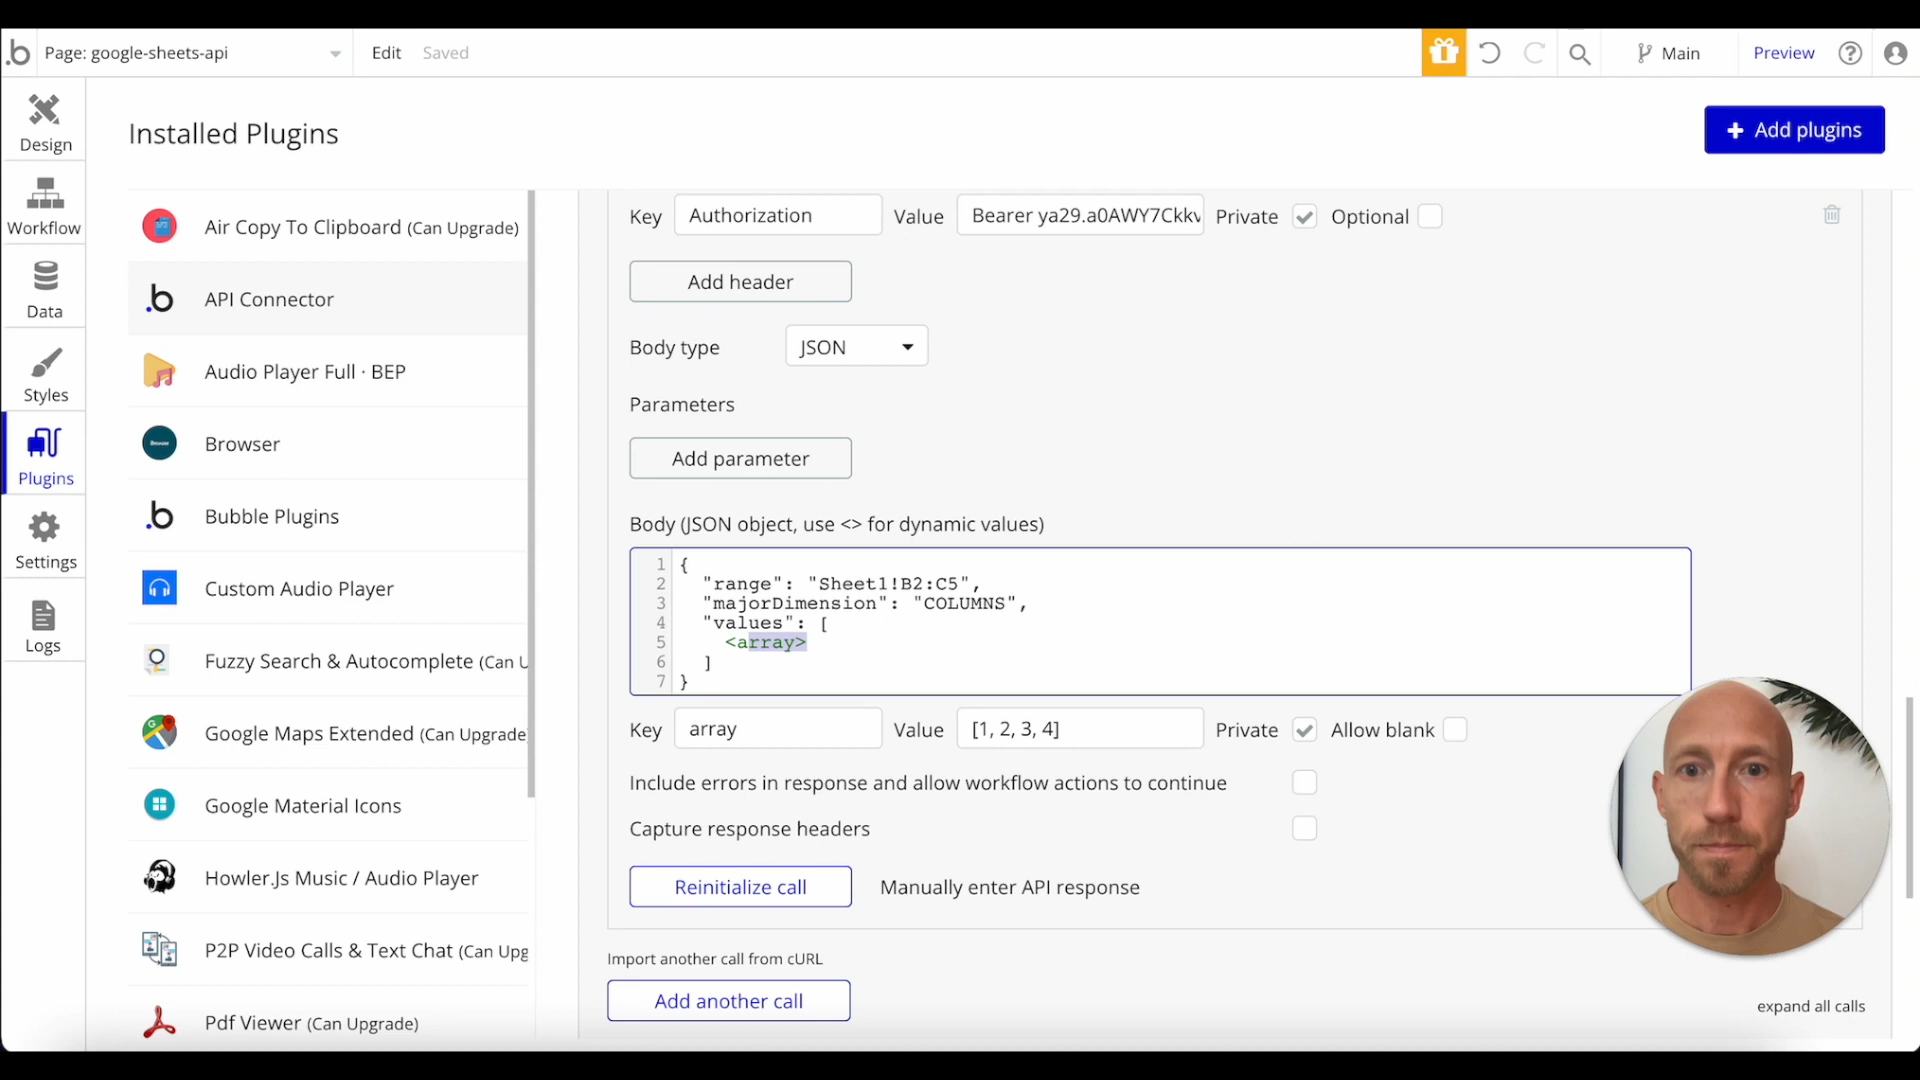 .b
Page: google-sheets-api
Edit
Saved
Main
Preview
?
Design
Workflow
Data
Styles
Plugins
Settings
Logs
Installed Plugins
+ Add plugins
Air Copy To Clipboard (Can Upgrade)
.b API Connector
Audio Player Full · BEP
Browser
.b Bubble Plugins
Custom Audio Player
Fuzzy Search & Autocomplete (Can U
Google Maps Extended (Can Upgrade
Google Material Icons
Howler.Js Music / Audio Player
P2P Video Calls & Text Chat (Can Upg
Pdf Viewer (Can Upgrade)
Key Authorization Value Bearer ya29.a0AWY7Ckkv Private Optional
Add header
Body type JSON
Parameters
Add parameter
Body (JSON object, use <> for dynamic values)
1 {
2 "range": "Sheet1!B2:C5",
3 "majorDimension": "COLUMNS",
4 "values": [
5 <array>
6 ]
7 }
Key array Value [1, 2, 3, 4] Private Allow blank
Include errors in response and allow workflow actions to continue
Capture response headers
Reinitialize call Manually enter API response
Import another call from cURL
Add another call
expand all calls